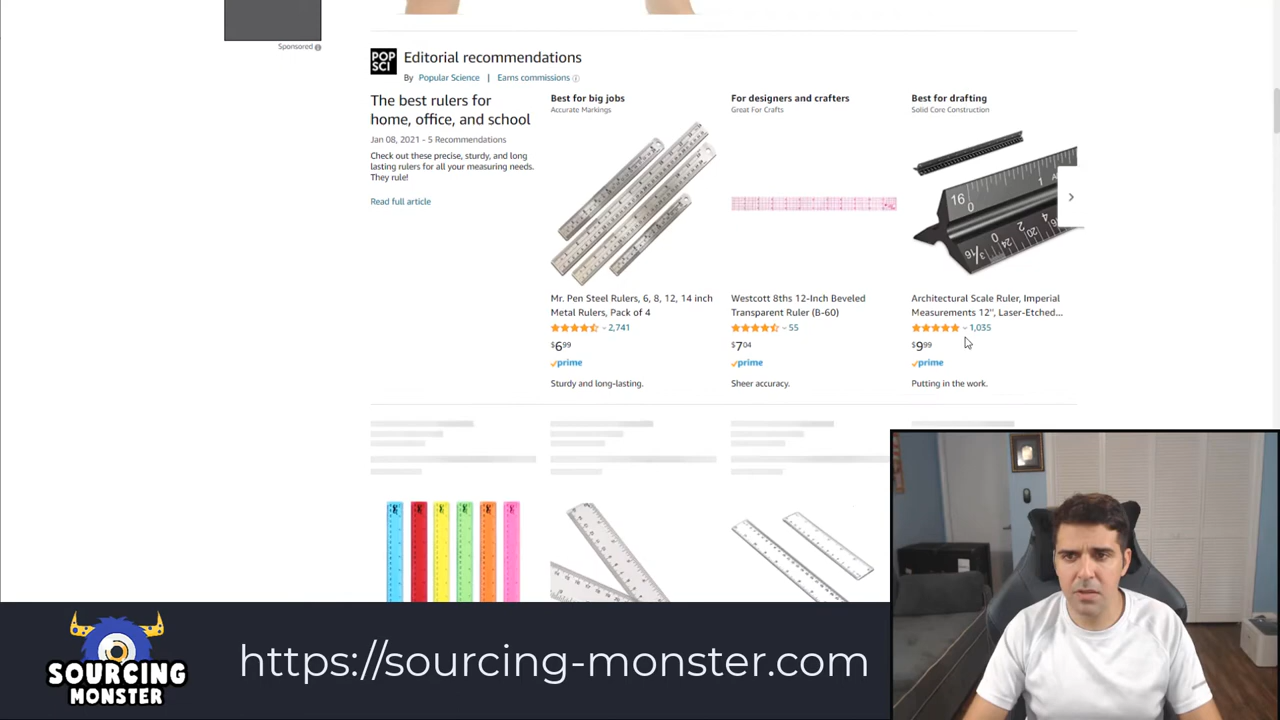 Sponsored
POP
SCI
Editorial recommendations
By Popular Science | Earns commissions
The best rulers for
home, office, and school
Jan 08, 2021 - 5 Recommendations
Check out these precise, sturdy, and long
lasting rulers for all your measuring needs.
They rule!
Read full article
Best for big jobs
Accurate Markings
Mr. Pen Steel Rulers, 6, 8, 12, 14 inch
Metal Rulers, Pack of 4
2,741
$6.99
prime
Sturdy and long-lasting.
For designers and crafters
Great For Crafts
Westcott 8ths 12-Inch Beveled
Transparent Ruler (B-60)
55
$7.04
prime
Sheer accuracy.
Best for drafting
Solid Core Construction
16 0 1
Architectural Scale Ruler, Imperial
Measurements 12", Laser-Etched...
1,035
$9.99
prime
Putting in the work.
SOURCING
MONSTER
https://sourcing-monster.com